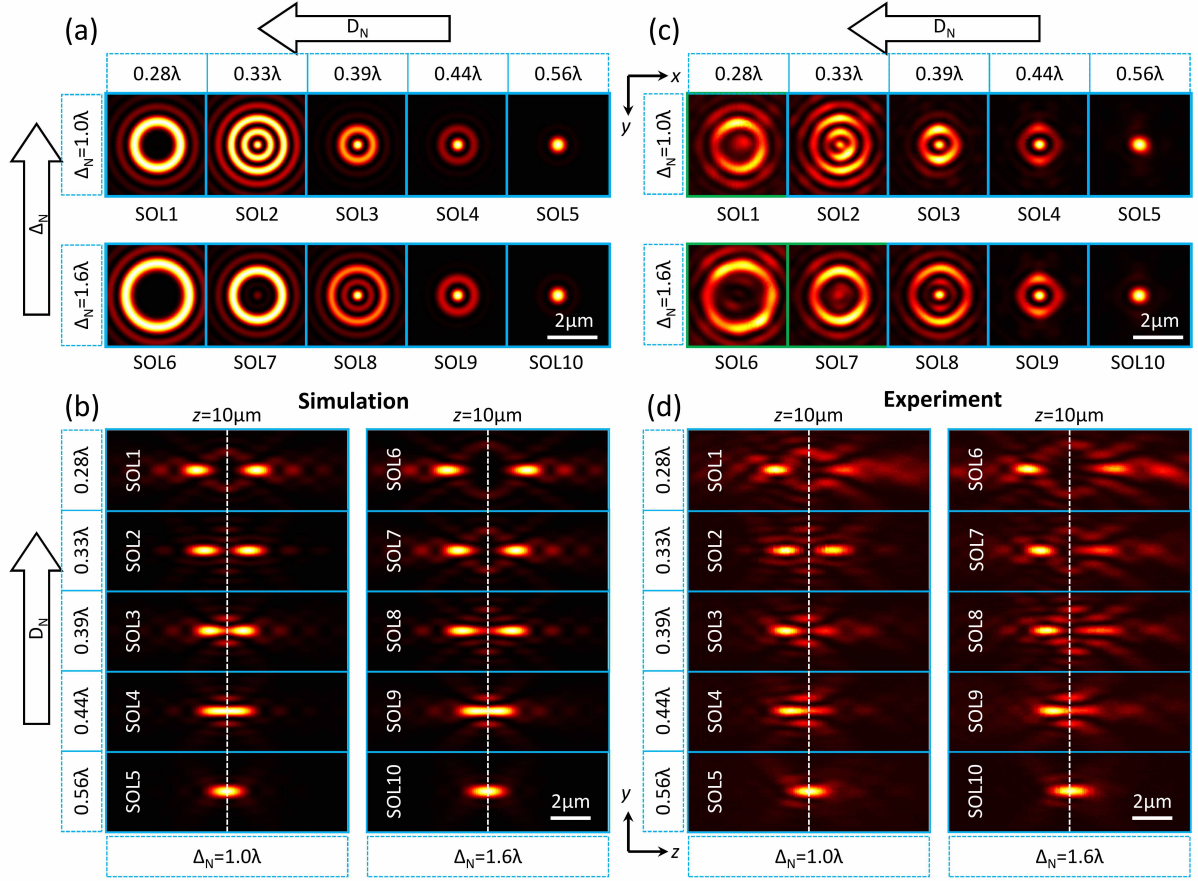 (a)
D_N
0.28λ 0.33λ 0.39λ 0.44λ 0.56λ
Δ_N
Δ_N=1.0λ
SOL1 SOL2 SOL3 SOL4 SOL5
Δ_N=1.6λ
2μm
SOL6 SOL7 SOL8 SOL9 SOL10
(c)
D_N
x
y
0.28λ 0.33λ 0.39λ 0.44λ 0.56λ
Δ_N=1.0λ
SOL1 SOL2 SOL3 SOL4 SOL5
Δ_N=1.6λ
2μm
SOL6 SOL7 SOL8 SOL9 SOL10
(b)
Simulation
z=10μm z=10μm
D_N
0.28λ SOL1 SOL6
0.33λ SOL2 SOL7
0.39λ SOL3 SOL8
0.44λ SOL4 SOL9
0.56λ SOL5 SOL10
2μm
Δ_N=1.0λ Δ_N=1.6λ
y
z
(d)
Experiment
z=10μm z=10μm
0.28λ SOL1 SOL6
0.33λ SOL2 SOL7
0.39λ SOL3 SOL8
0.44λ SOL4 SOL9
0.56λ SOL5 SOL10
2μm
Δ_N=1.0λ Δ_N=1.6λ